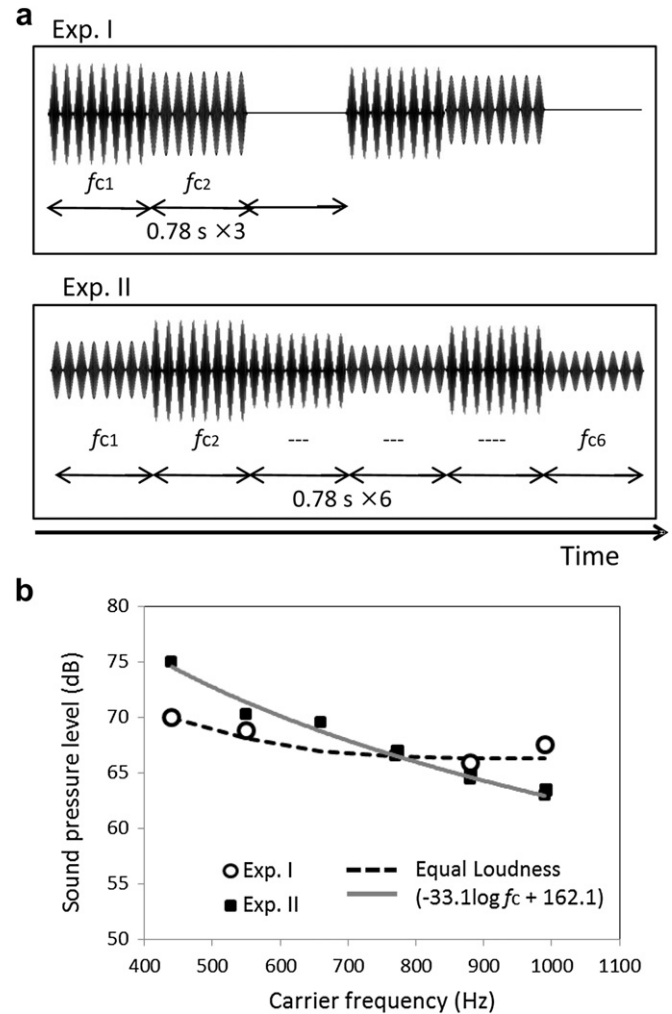 a
Exp. I
fc1 fc2
0.78 s ×3
Exp. II
fc1 fc2 --- --- ---- fc6
0.78 s ×6
Time
b
80
75
70
65
60
55
50
Sound pressure level (dB)
Exp. I
Exp. II
Equal Loudness
(-33.1log fc + 162.1)
400 500 600 700 800 900 1000 1100
Carrier frequency (Hz)